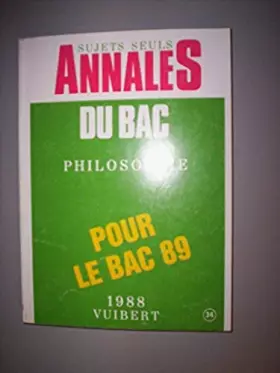 SUJETS SEULS
ANNALES
DU BAC
PHILOSOPHIE
POUR
LE BAC 89
1988
VUIBERT
34